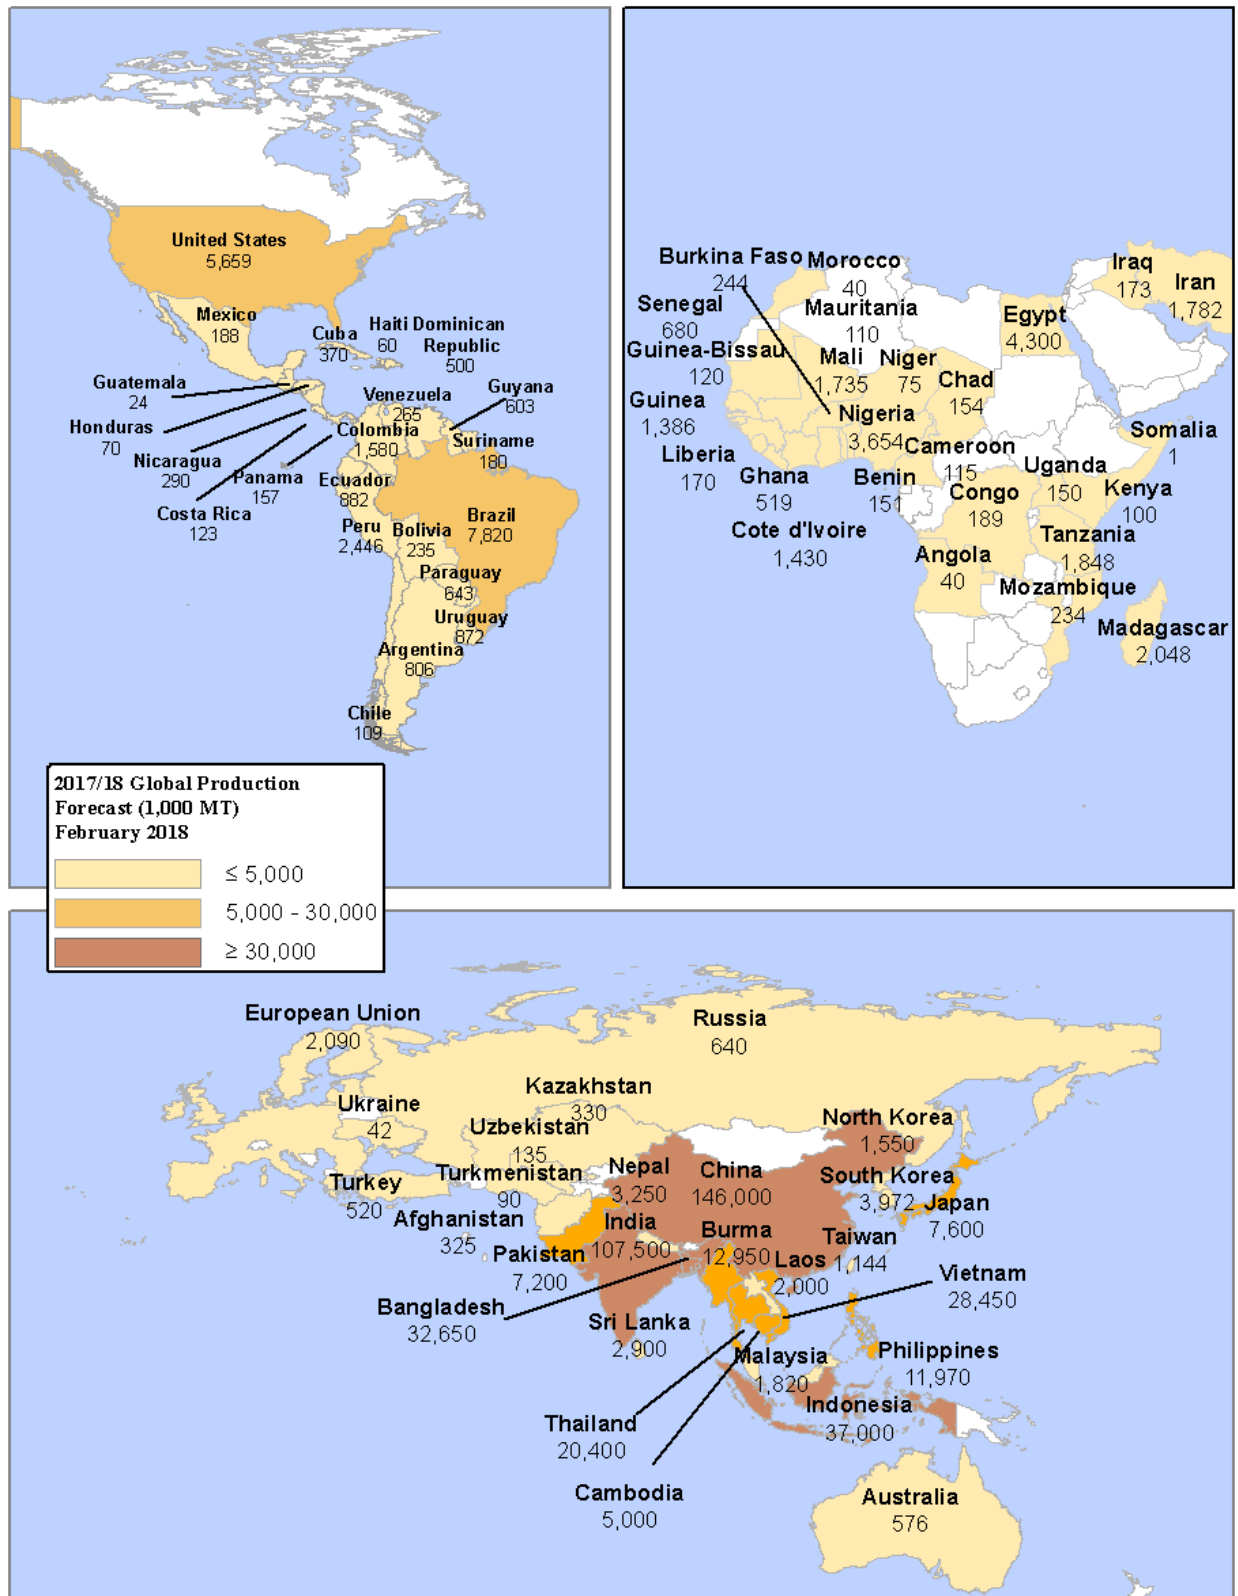 United States
5,659
Mexico
188
Cuba
370
Haiti
60
Dominican
Republic
500
Guatemala
24
Honduras
70
Nicaragua
290
Costa Rica
123
Panama
157
Venezuela
265
Guyana
603
Colombia
1,580
Suriname
180
Ecuador
882
Peru
2,446
Bolivia
235
Brazil
7,820
Paraguay
643
Uruguay
872
Argentina
806
Chile
109
Burkina Faso
244
Morocco
40
Iraq
173
Iran
1,782
Senegal
680
Mauritania
110
Egypt
4,300
Guinea-Bissau
120
Mali
1,735
Niger
75
Chad
154
Guinea
1,386
Nigeria
3,654
Somalia
1
Liberia
170
Cameroon
115
Ghana
519
Benin
151
Uganda
150
Kenya
100
Congo
189
Cote d'Ivoire
1,430
Tanzania
1,848
Angola
40
Mozambique
234
Madagascar
2,048
2017/18 Global Production
Forecast (1,000 MT)
February 2018
≤ 5,000
5,000 - 30,000
≥ 30,000
European Union
2,090
Russia
640
Kazakhstan
330
Ukraine
42
Uzbekistan
135
North Korea
1,550
Turkey
520
Turkmenistan
90
Nepal
3,250
China
146,000
South Korea
3,972
Japan
7,600
Afghanistan
325
India
107,500
Burma
12,950
Taiwan
1,144
Pakistan
7,200
Laos
2,000
Vietnam
28,450
Bangladesh
32,650
Sri Lanka
2,900
Malaysia
1,820
Philippines
11,970
Indonesia
37,000
Thailand
20,400
Cambodia
5,000
Australia
576